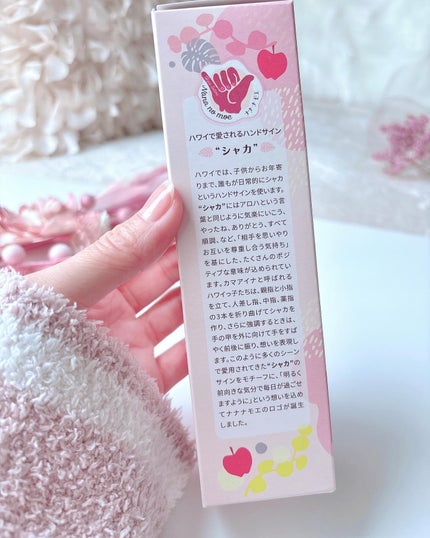 Nana no moe
ナナナモエ
ハワイで愛されるハンドサイン
“シャカ”
ハワイでは、子供からお年寄
りまで、誰もが日常的にシャカ
というハンドサインを使います。
“シャカ”にはアロハという言
葉と同じように気楽にいこう、
やったね、ありがとう、すべて
順調、など、「相手を思いやり
お互いを尊重し合う気持ち」
を基にした、たくさんのポジ
ティブな意味が込められてい
ます。カマアイナと呼ばれる
ハワイっ子たちは、親指と小指
を立て、人差し指、中指、薬指
の3本を折り曲げてシャカを
作り、さらに強調するときは、
手の甲を外に向けて手をすば
やく前後に振り、想いを表現し
ます。このように多くのシーン
で愛用されてきた“シャカ”の
サインをモチーフに、「明るく
前向きな気分で毎日が過ごせ
ますように」という想いを込め
てナナナモエのロゴが誕生
しました。